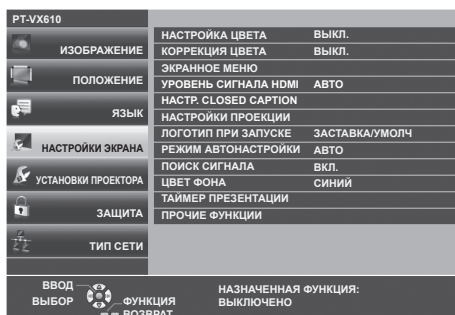 PT-VX610
ИЗОБРАЖЕНИЕ
ПОЛОЖЕНИЕ
ЯЗЫК
НАСТРОЙКИ ЭКРАНА
УСТАНОВКИ ПРОЕКТОРА
ЗАЩИТА
ТИП СЕТИ
НАСТРОЙКА ЦВЕТА ВЫКЛ.
КОРРЕКЦИЯ ЦВЕТА ВЫКЛ.
ЭКРАННОЕ МЕНЮ
УРОВЕНЬ СИГНАЛА HDMI АВТО
НАСТР. CLOSED CAPTION
НАСТРОЙКИ ПРОЕКЦИИ
ЛОГОТИП ПРИ ЗАПУСКЕ ЗАСТАВКА/УМОЛЧ
РЕЖИМ АВТОНАСТРОЙКИ АВТО
ПОИСК СИГНАЛА ВКЛ.
ЦВЕТ ФОНА СИНИЙ
ТАЙМЕР ПРЕЗЕНТАЦИИ
ПРОЧИЕ ФУНКЦИИ
ВВОД
ВЫБОР
ФУНКЦИЯ
ВОЗВРАТ
НАЗНАЧЕННАЯ ФУНКЦИЯ:
ВЫКЛЮЧЕНО